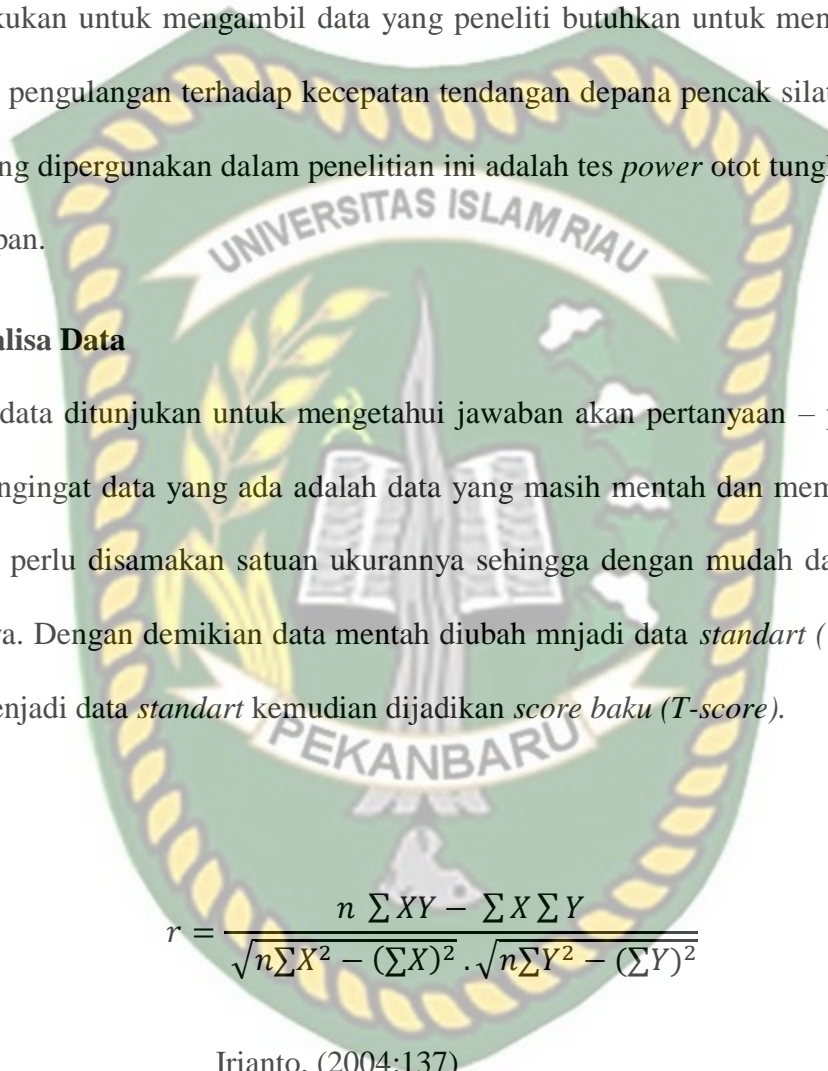 kukan untuk mengambil data yang peneliti butuhkan untuk men
pengulangan terhadap kecepatan tendangan depana pencak silat
ng dipergunakan dalam penelitian ini adalah tes power otot tungk
pan.
UNIVERSITAS ISLAM RIAU
alisa Data
data ditunjukan untuk mengetahui jawaban akan pertanyaan – p
ngingat data yang ada adalah data yang masih mentah dan mem
perlu disamakan satuan ukurannya sehingga dengan mudah da
ya. Dengan demikian data mentah diubah mnjadi data standart (
enjadi data standart kemudian dijadikan score baku (T-score).
PEKANBARU
r = n ∑ XY − ∑ X ∑ Y / √n∑X² − (∑X)² . √n∑Y² − (∑Y)²
Irianto, (2004:137)